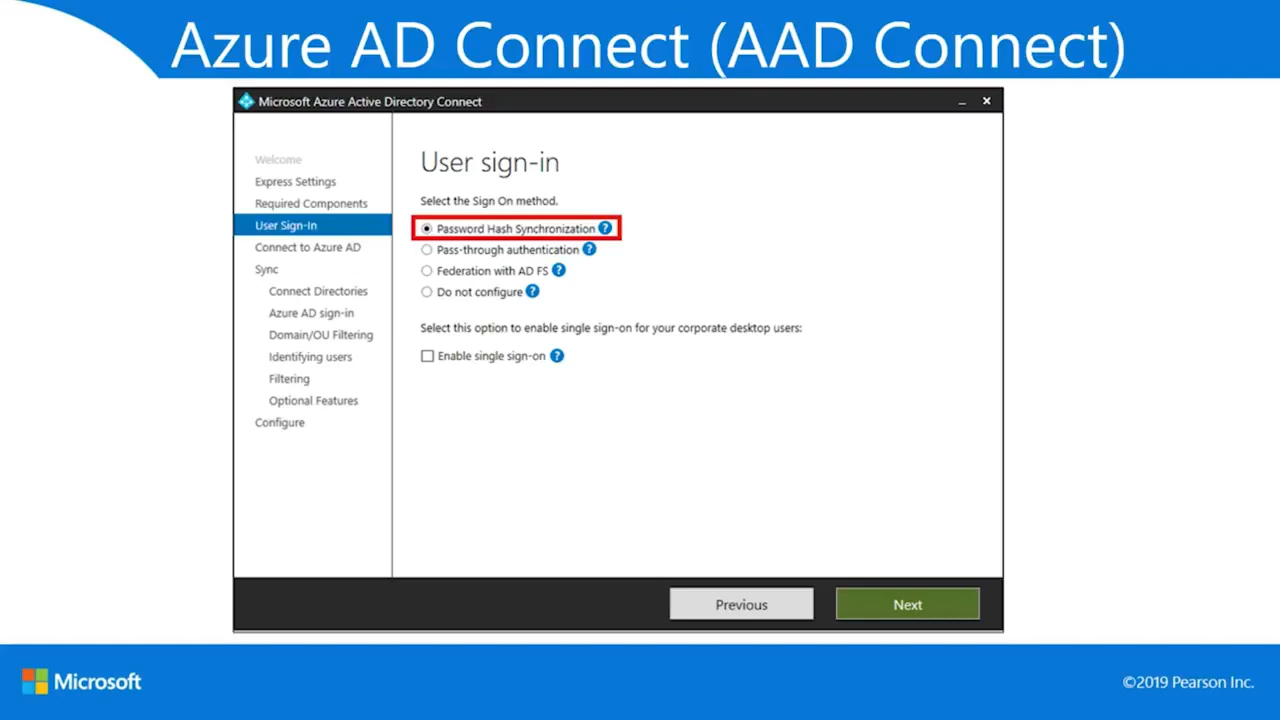 Azure AD Connect (AAD Connect)
Microsoft Azure Active Directory Connect
Welcome
Express Settings
Required Components
User Sign-In
Connect to Azure AD
Sync
Connect Directories
Azure AD sign-in
Domain/OU Filtering
Identifying users
Filtering
Optional Features
Configure
User sign-in
Select the Sign On method.
Password Hash Synchronization ?
Pass-through authentication ?
Federation with AD FS ?
Do not configure ?
Select this option to enable single sign-on for your corporate desktop users:
Enable single sign-on ?
Previous
Next
Microsoft
©2019 Pearson Inc.